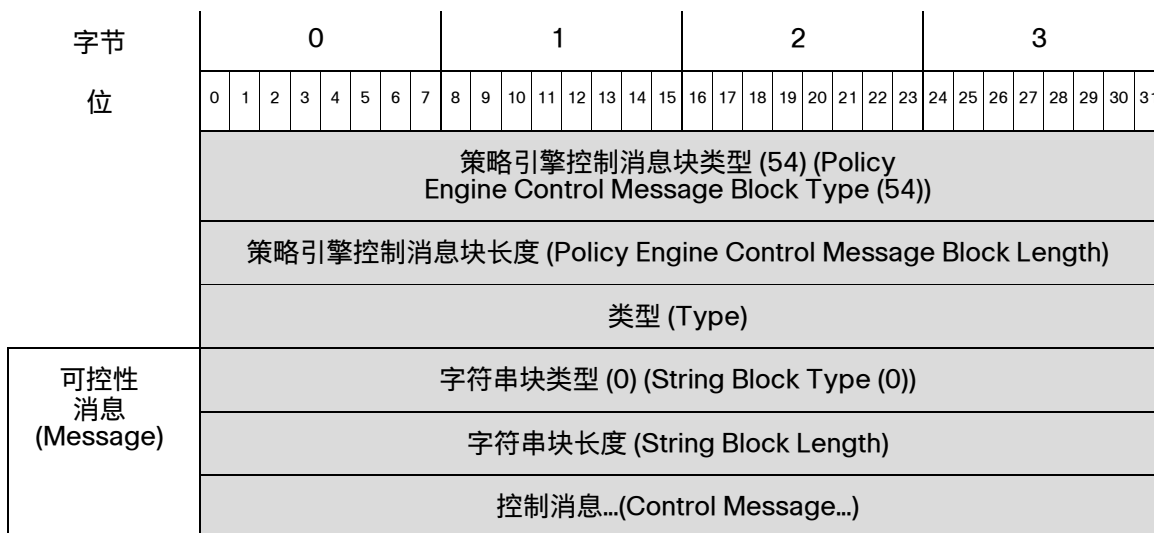 字节 0 1 2 3
位 0 1 2 3 4 5 6 7 8 9 10 11 12 13 14 15 16 17 18 19 20 21 22 23 24 25 26 27 28 29 30 31
策略引擎控制消息块类型 (54) (Policy
Engine Control Message Block Type (54))
策略引擎控制消息块长度 (Policy Engine Control Message Block Length)
类型 (Type)
可控性
消息
(Message)
字符串块类型 (0) (String Block Type (0))
字符串块长度 (String Block Length)
控制消息...(Control Message...)